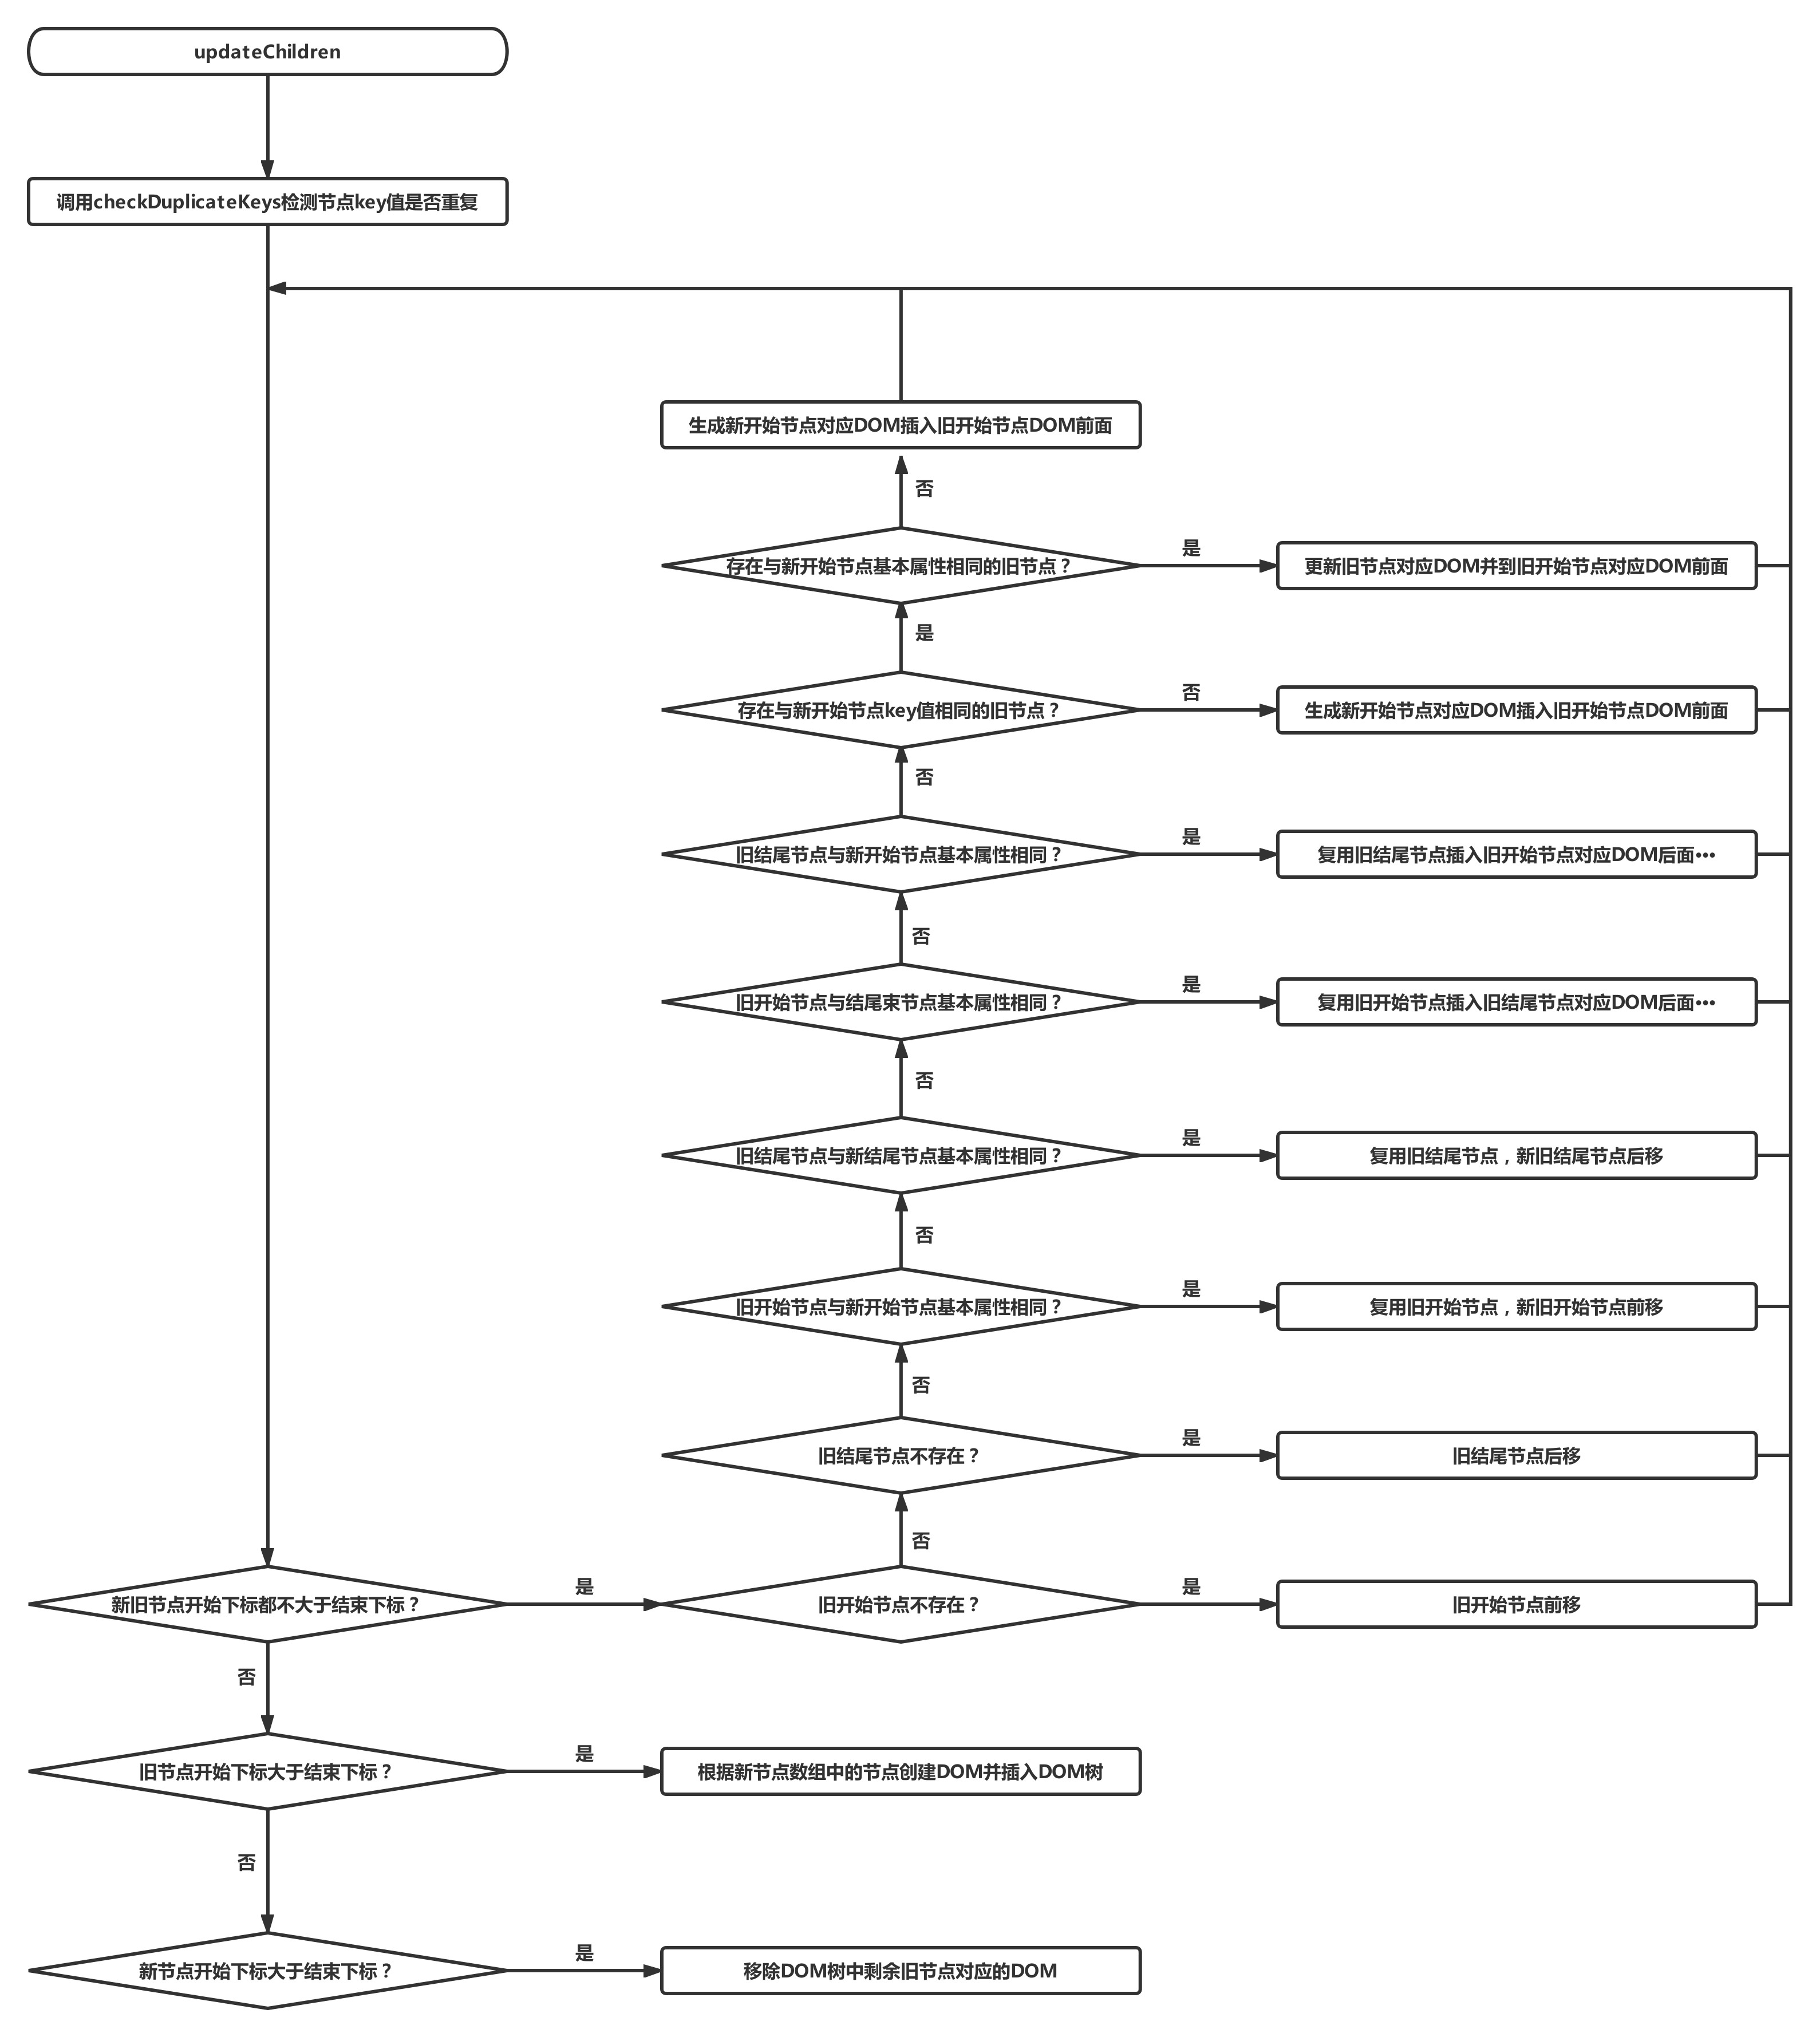 updateChildren
调用checkDuplicateKeys检测节点key值是否重复
生成新开始节点对应DOM插入旧开始节点DOM前面
否
存在与新开始节点基本属性相同的旧节点？
是
更新旧节点对应DOM并到旧开始节点对应DOM前面
是
存在与新开始节点key值相同的旧节点？
否
生成新开始节点对应DOM插入旧开始节点DOM前面
否
旧结尾节点与新开始节点基本属性相同？
是
复用旧结尾节点插入旧开始节点对应DOM后面···
否
旧开始节点与结尾束节点基本属性相同？
是
复用旧开始节点插入旧结尾节点对应DOM后面···
否
旧结尾节点与新结尾节点基本属性相同？
是
复用旧结尾节点，新旧结尾节点后移
否
旧开始节点与新开始节点基本属性相同？
是
复用旧开始节点，新旧开始节点前移
否
旧结尾节点不存在？
是
旧结尾节点后移
否
新旧节点开始下标都不大于结束下标？
是
旧开始节点不存在？
是
旧开始节点前移
否
旧节点开始下标大于结束下标？
是
根据新节点数组中的节点创建DOM并插入DOM树
否
新节点开始下标大于结束下标？
是
移除DOM树中剩余旧节点对应的DOM